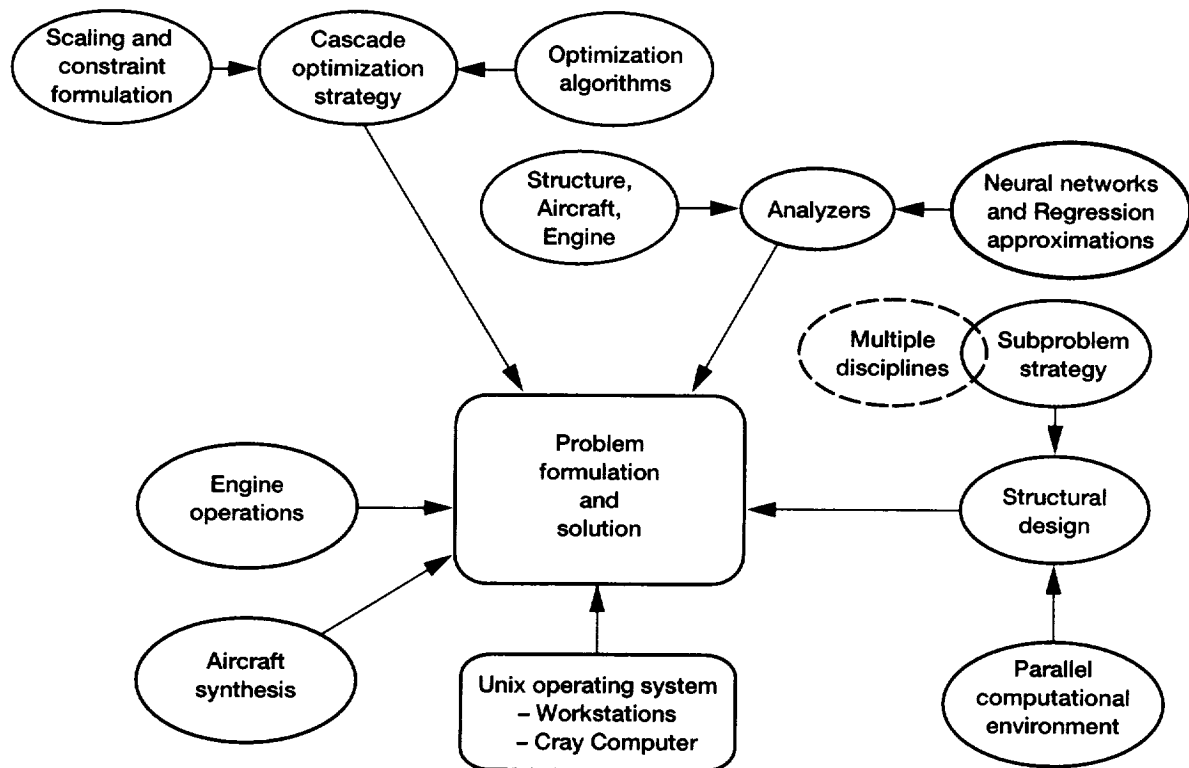 Scaling and
constraint
formulation
Cascade
optimization
strategy
Optimization
algorithms
Structure,
Aircraft,
Engine
Analyzers
Neural networks
and Regression
approximations
Multiple
disciplines
Subproblem
strategy
Problem
formulation
and
solution
Engine
operations
Structural
design
Aircraft
synthesis
Unix operating system
– Workstations
– Cray Computer
Parallel
computational
environment